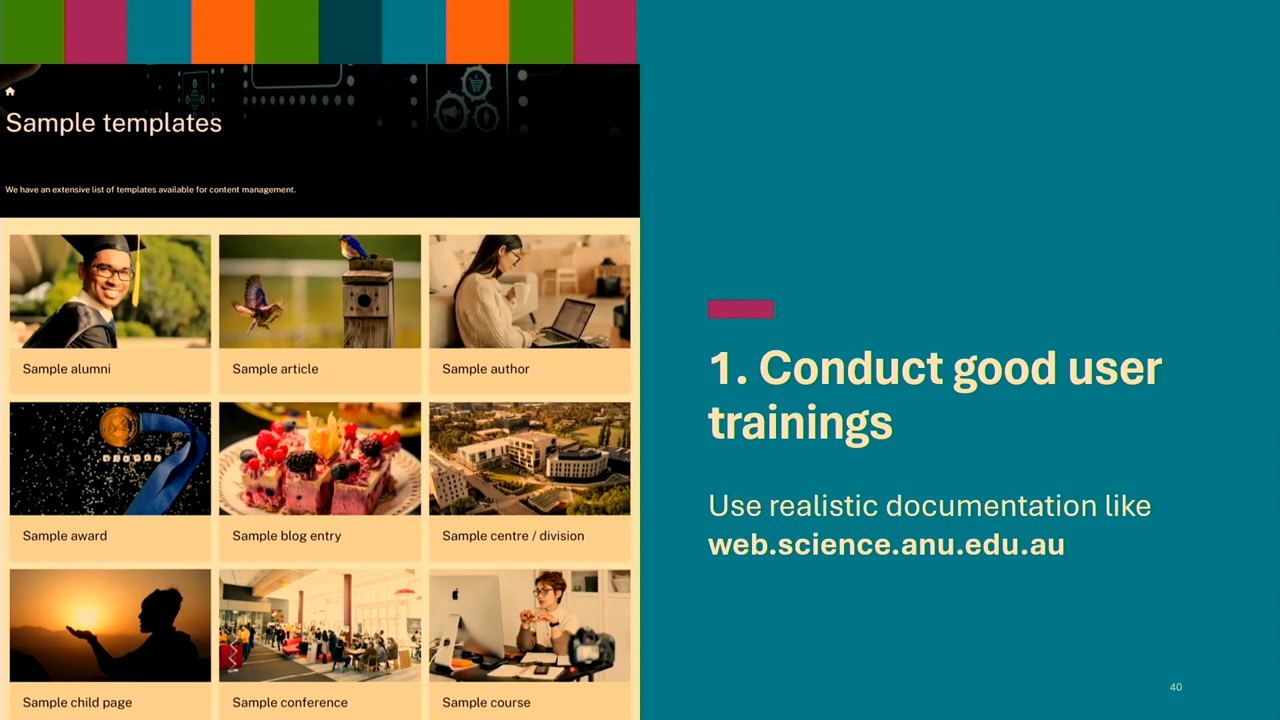 Sample templates
We have an extensive list of templates available for content management.
Sample alumni
Sample article
Sample author
Sample award
Sample blog entry
Sample centre / division
Sample child page
Sample conference
Sample course
1. Conduct good user
trainings
Use realistic documentation like
web.science.anu.edu.au
40